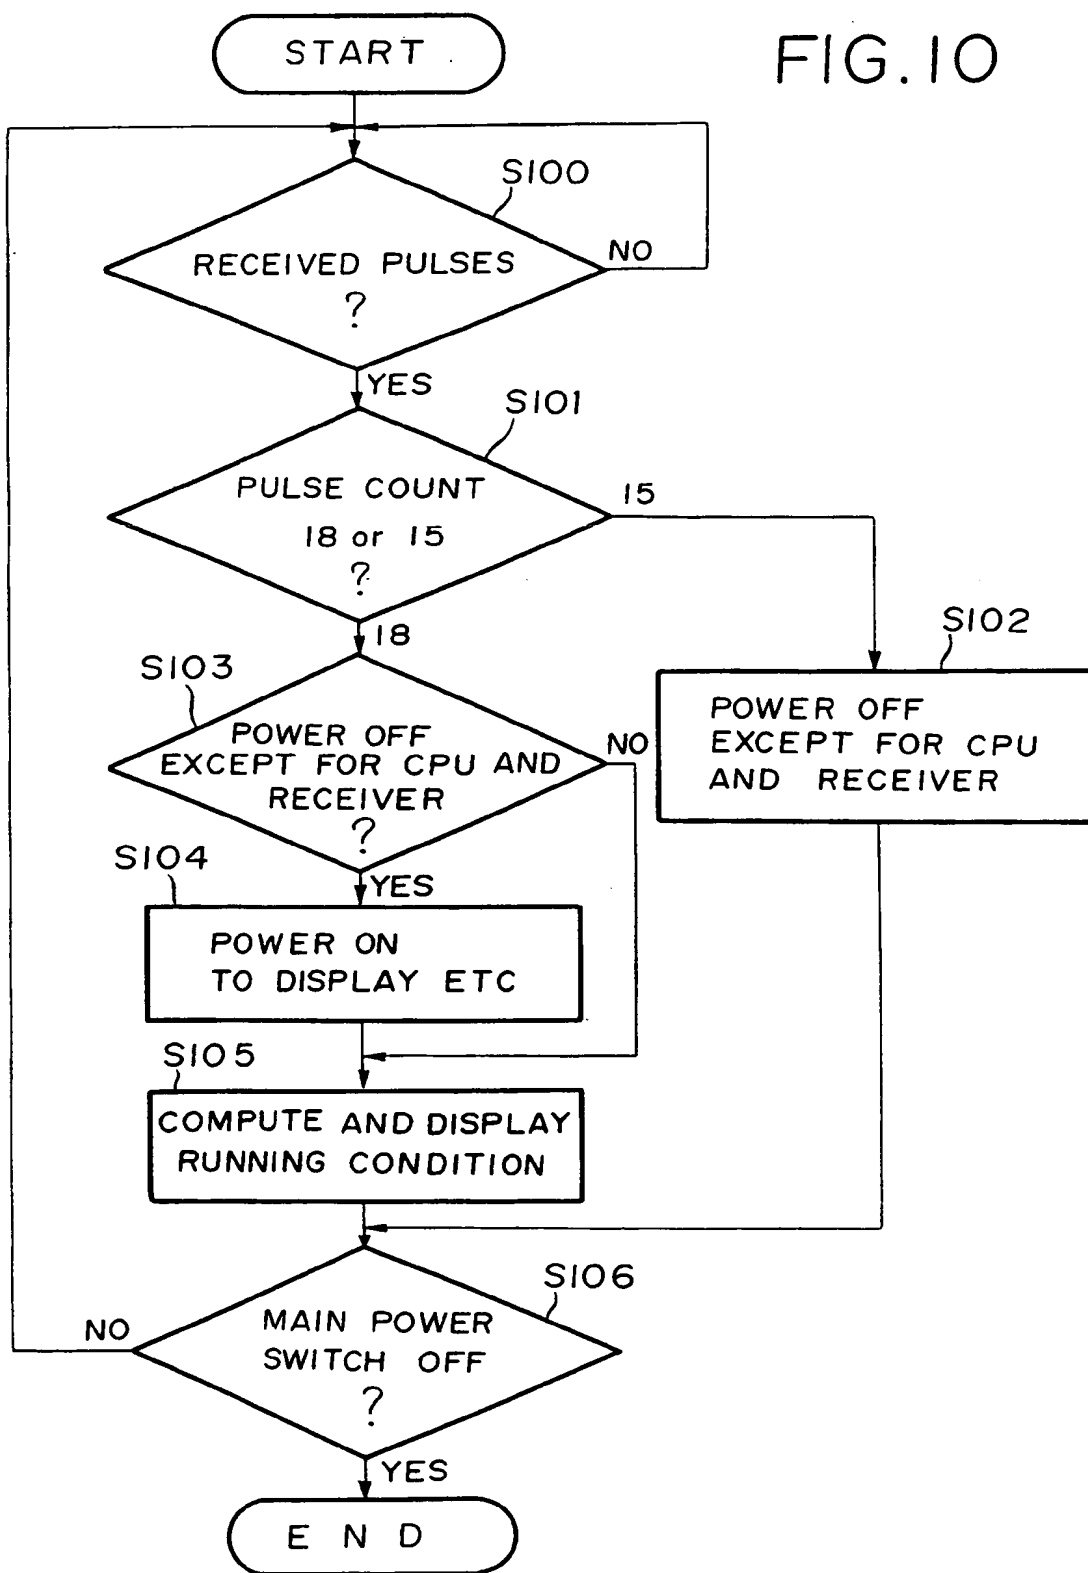 FIG.10
START
S100
RECEIVED PULSES
?
NO
YES
S101
PULSE COUNT
18 or 15
?
15
18
S102
POWER OFF
EXCEPT FOR CPU
AND RECEIVER
S103
POWER OFF
EXCEPT FOR CPU AND
RECEIVER
?
NO
YES
S104
POWER ON
TO DISPLAY ETC
S105
COMPUTE AND DISPLAY
RUNNING CONDITION
S106
MAIN POWER
SWITCH OFF
?
NO
YES
END